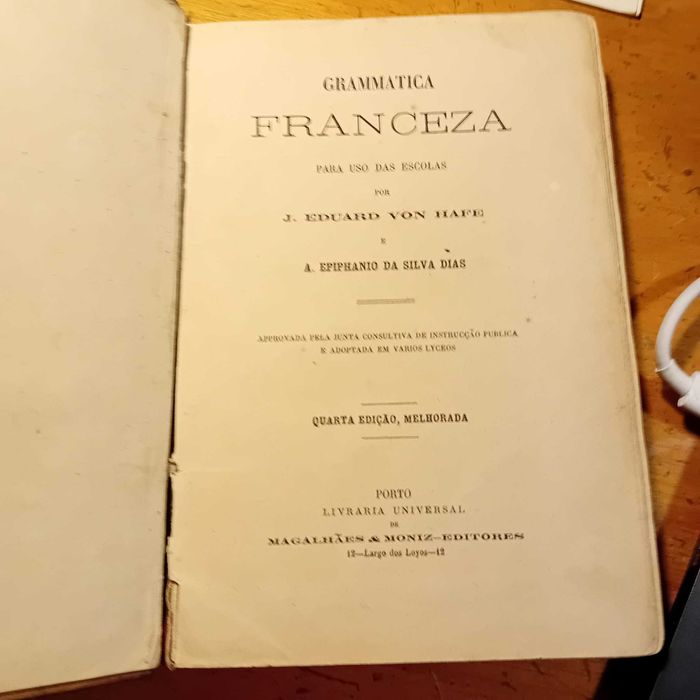 GRAMMATICA
FRANCEZA
PARA USO DAS ESCOLAS
POR
J. EDUARD VON HAFE
E
A. EPIPHANIO DA SILVA DIAS
APPROVADA PELA JUNTA CONSULTIVA DE INSTRUCÇÃO PUBLICA
E ADOPTADA EM VARIOS LYCEOS
QUARTA EDIÇÃO, MELHORADA
PORTO
LIVRARIA UNIVERSAL
DE
MAGALHÃES & MONIZ—EDITORES
12—Largo dos Loyos—12